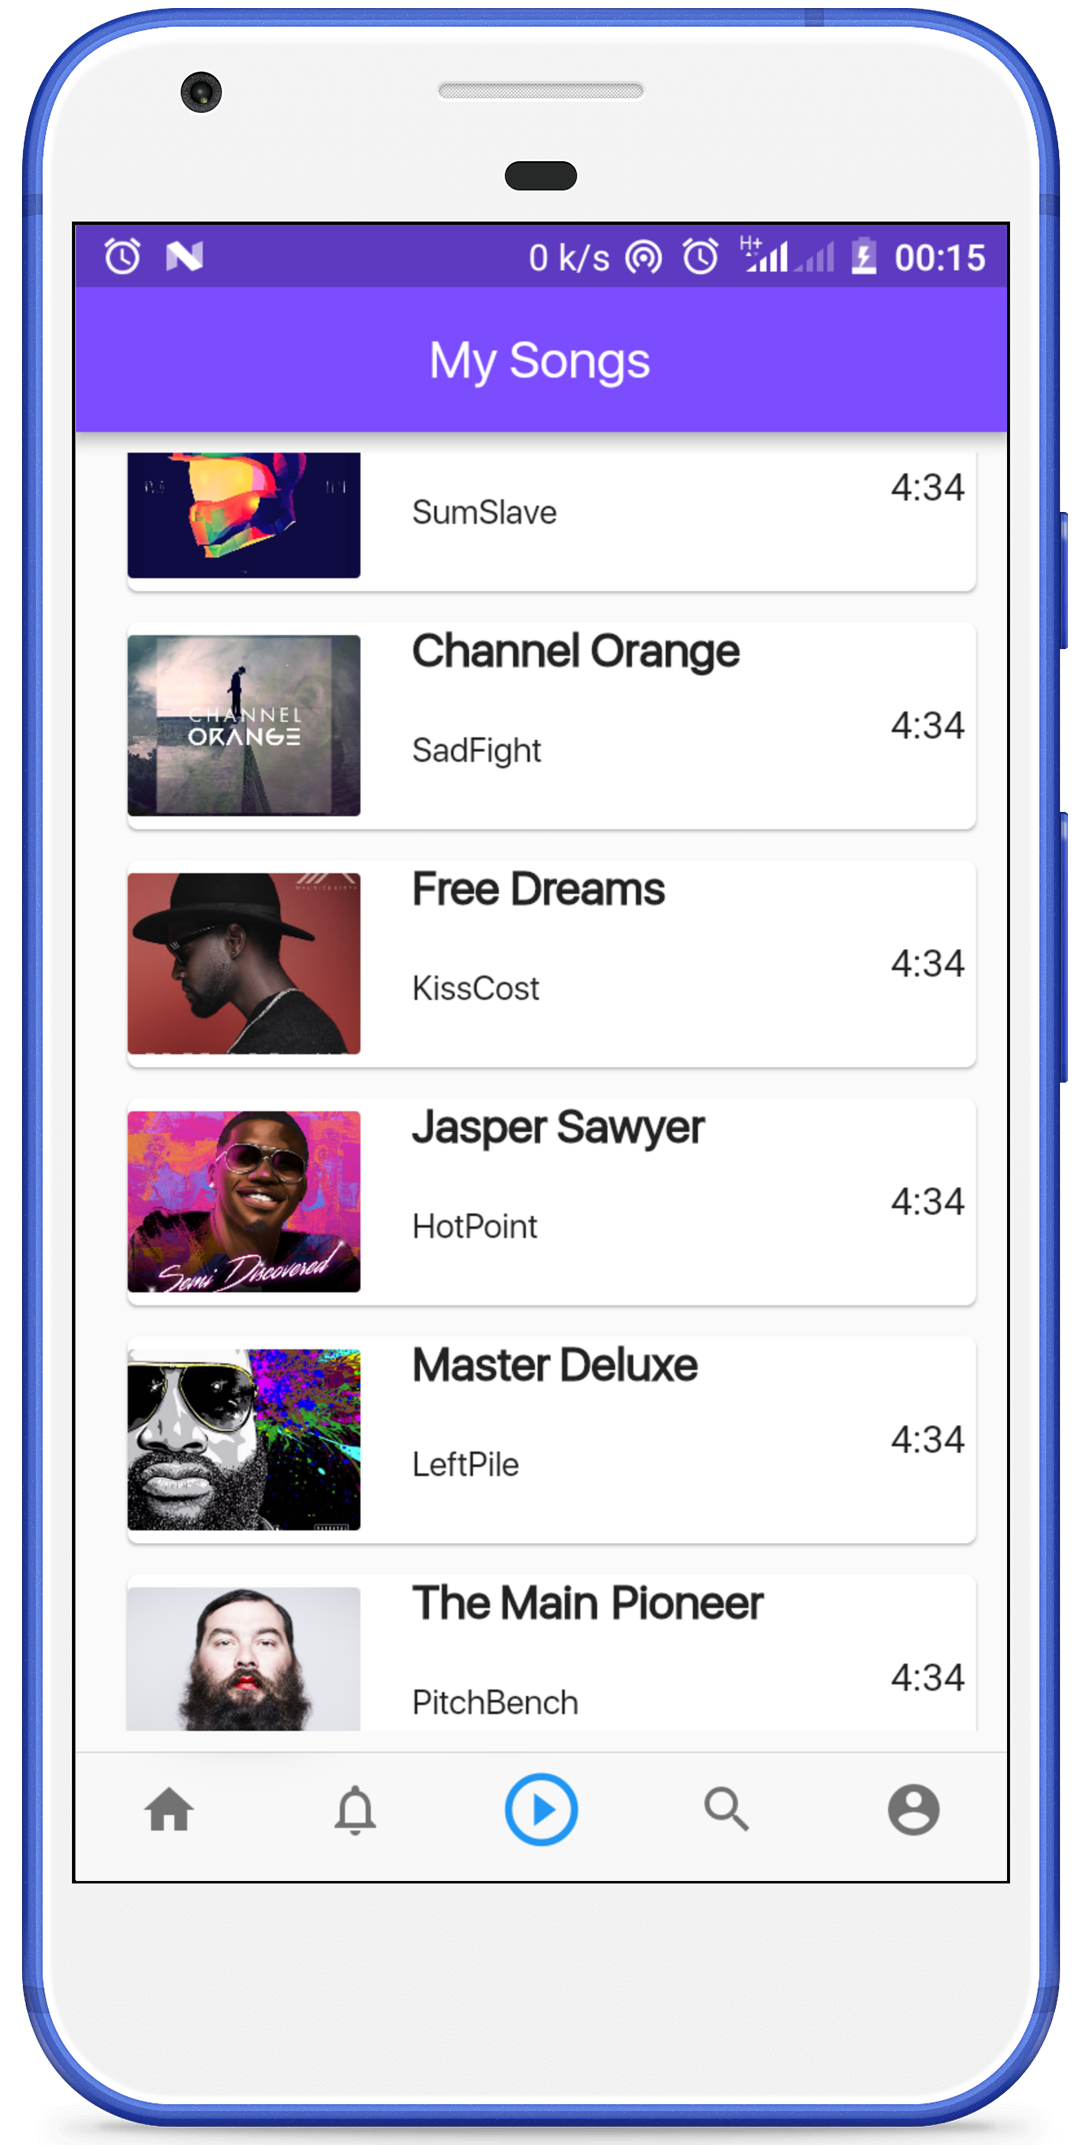 0 k/s H+ 00:15
My Songs
4:34
SumSlave
Channel Orange
4:34
CHANNEL
ORANGE
SadFight
Free Dreams
4:34
KissCost
Jasper Sawyer
4:34
HotPoint
Semi Discovered
Master Deluxe
4:34
LeftPile
The Main Pioneer
4:34
PitchBench